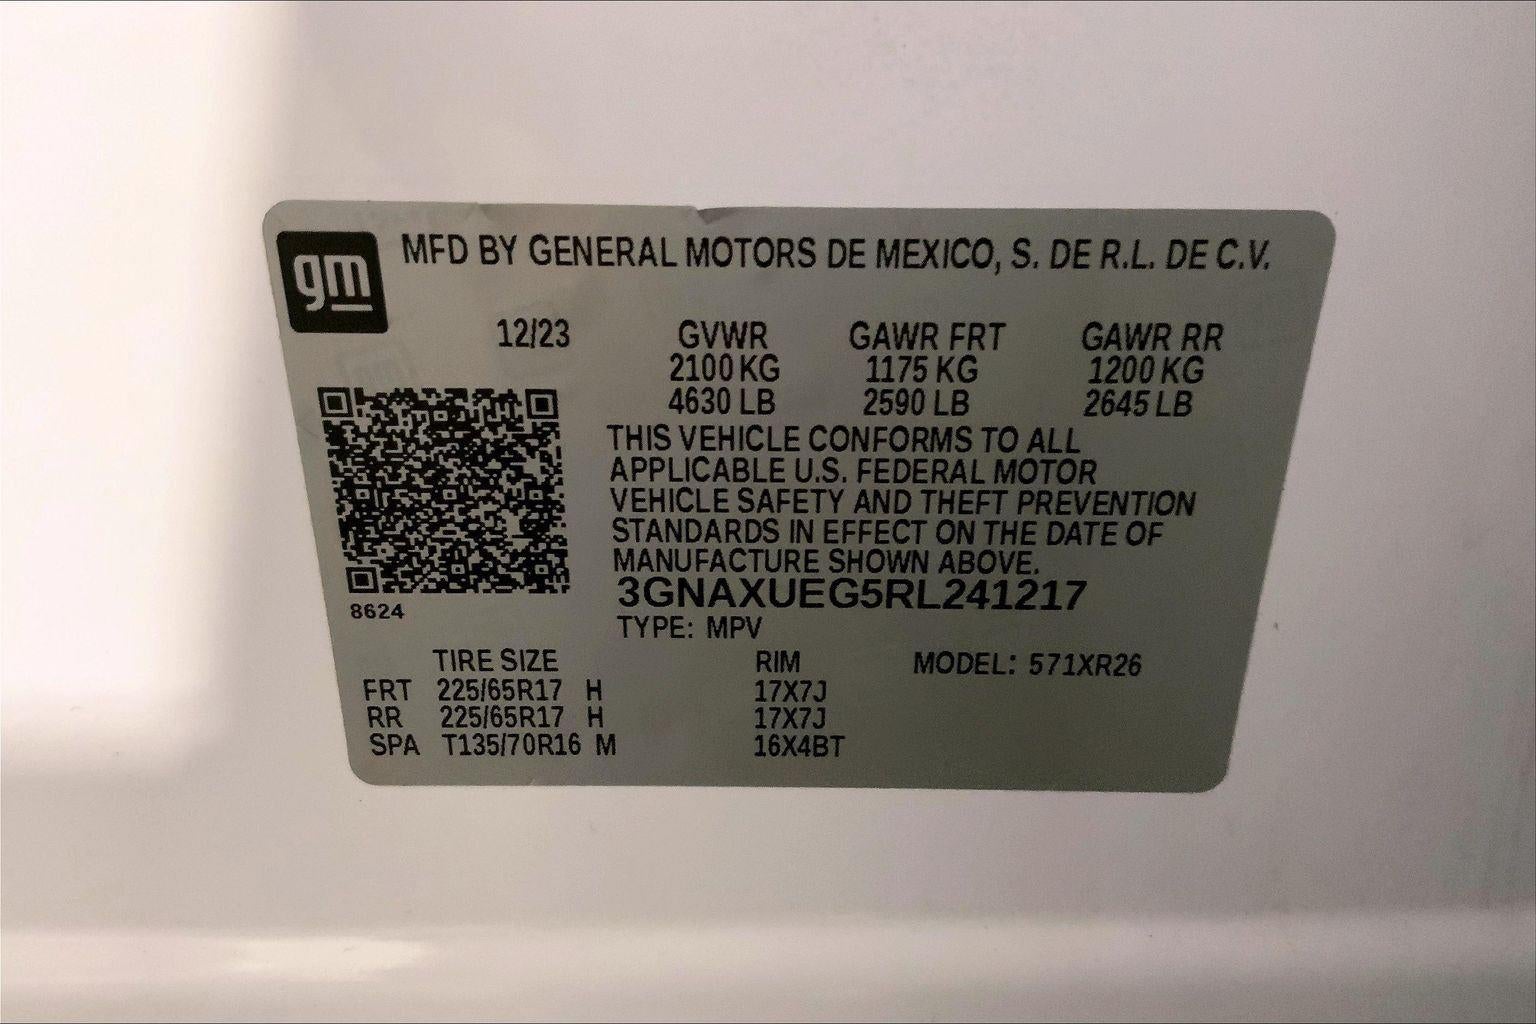 gm
MFD BY GENERAL MOTORS DE MEXICO, S. DE R.L. DE C.V.
12/23 GVWR GAWR FRT GAWR RR
2100 KG 1175 KG 1200 KG
4630 LB 2590 LB 2645 LB
THIS VEHICLE CONFORMS TO ALL
APPLICABLE U.S. FEDERAL MOTOR
VEHICLE SAFETY AND THEFT PREVENTION
STANDARDS IN EFFECT ON THE DATE OF
MANUFACTURE SHOWN ABOVE.
3GNAXUEG5RL241217
8624
TYPE: MPV
TIRE SIZE RIM MODEL: 571XR26
FRT 225/65R17 H 17X7J
RR 225/65R17 H 17X7J
SPA T135/70R16 M 16X4BT